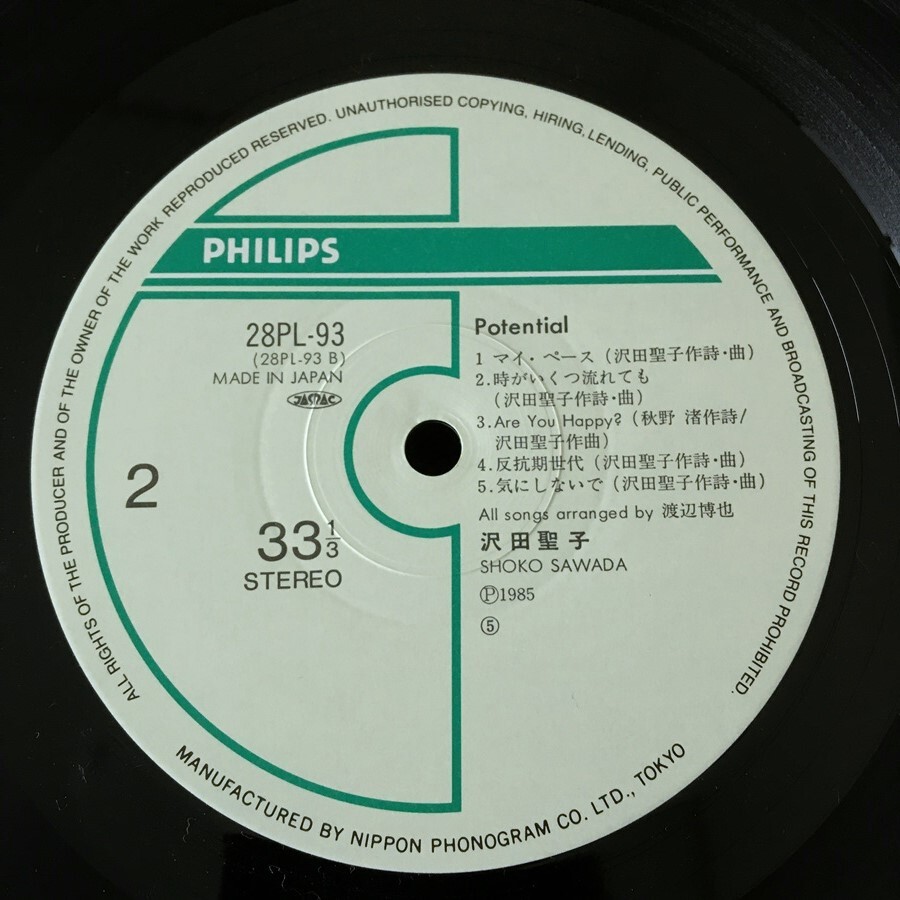 ALL RIGHTS OF THE PRODUCER AND OF THE OWNER OF THE WORK REPRODUCED RESERVED. UNAUTHORISED COPYING, HIRING, LENDING, PUBLIC PERFORMANCE AND BROADCASTING OF THIS RECORD PROHIBITED.
PHILIPS
28PL-93
(28PL-93 B)
MADE IN JAPAN
JASRAC
2
33 1/3
STEREO
Potential
1 マイ・ペース (沢田聖子作詩・曲)
2.時がいくつ流れても
(沢田聖子作詩・曲)
3.Are You Happy? (秋野 渚作詩/
沢田聖子作曲)
4.反抗期世代 (沢田聖子作詩・曲)
5.気にしないで (沢田聖子作詩・曲)
All songs arranged by 渡辺博也
沢田聖子
SHOKO SAWADA
Ⓟ1985
⑤
MANUFACTURED BY NIPPON PHONOGRAM CO. LTD., TOKYO